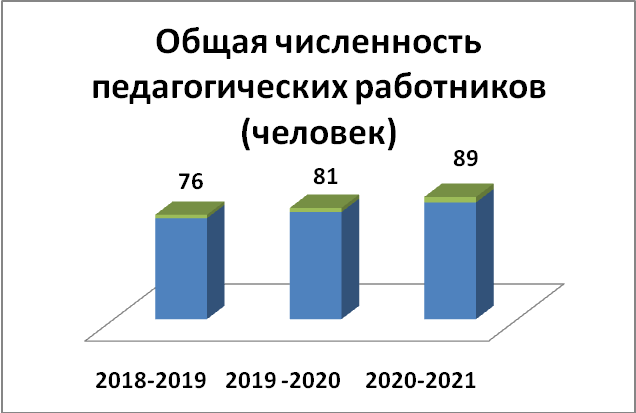 Общая численность
педагогических работников
(человек)
76
81
89
2018-2019
2019 -2020
2020-2021